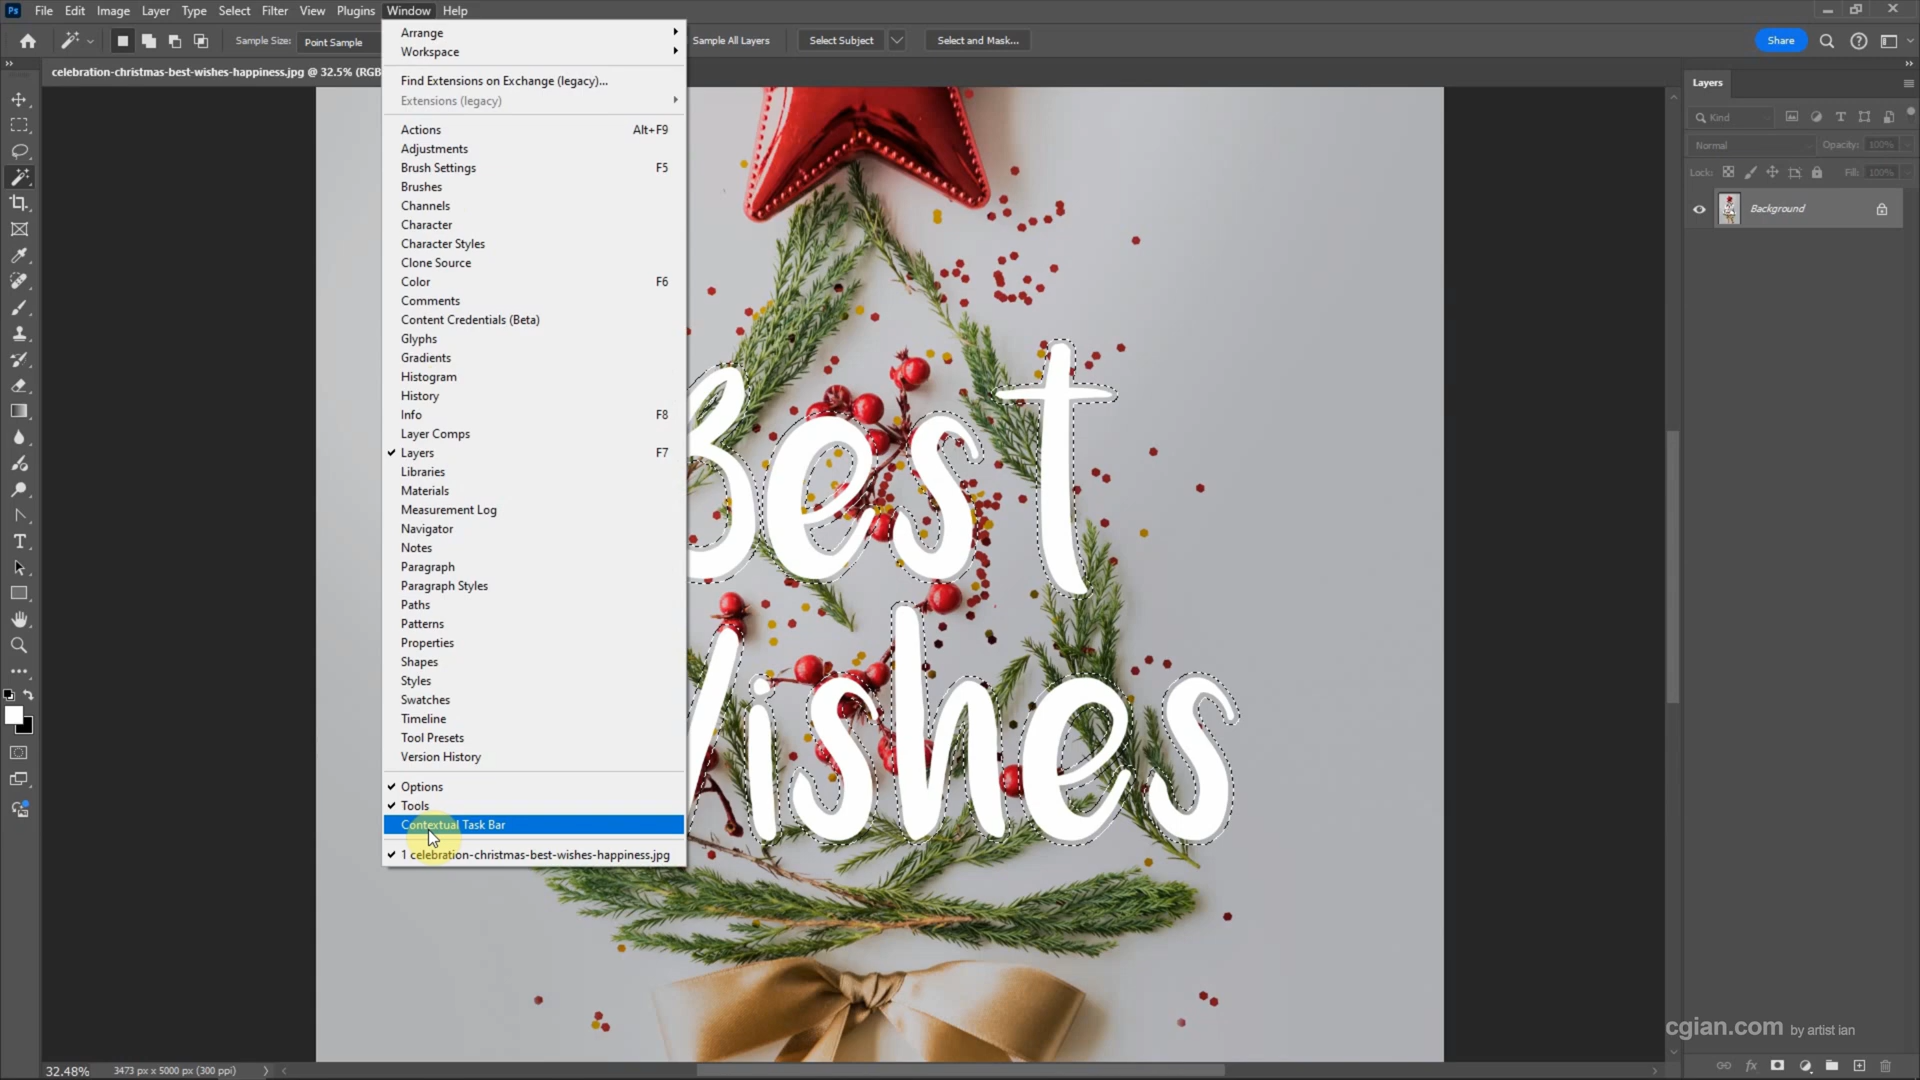 Ps File Edit Image Layer Type Select Filter View Plugins Window Help
Sample Size: Point Sample Sample All Layers Select Subject Select and Mask... Share
celebration-christmas-best-wishes-happiness.jpg @ 32.5% (RGB
Arrange
Workspace
Find Extensions on Exchange (legacy)...
Extensions (legacy)
Actions Alt+F9
Adjustments
Brush Settings F5
Brushes
Channels
Character
Character Styles
Clone Source
Color F6
Comments
Content Credentials (Beta)
Glyphs
Gradients
Histogram
History
Info F8
Layer Comps
Layers F7
Libraries
Materials
Measurement Log
Navigator
Notes
Paragraph
Paragraph Styles
Paths
Patterns
Properties
Shapes
Styles
Swatches
Timeline
Tool Presets
Version History
Options
Tools
Contextual Task Bar
1 celebration-christmas-best-wishes-happiness.jpg
Best
Wishes
Layers
Kind
Normal Opacity: 100%
Lock: Fill: 100%
Background
cgian.com by artist ian
32.48% 3473 px x 5000 px (300 ppi)